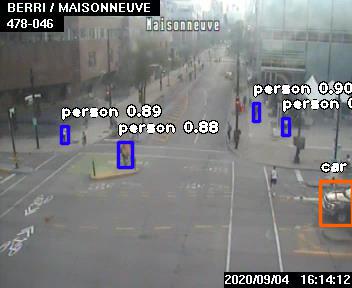 BERRI / MAISONNEUVE
478-046
Maisonneuve
person 0.90
person 0.89
person
person 0.88
car
2020/09/04 16:14:12